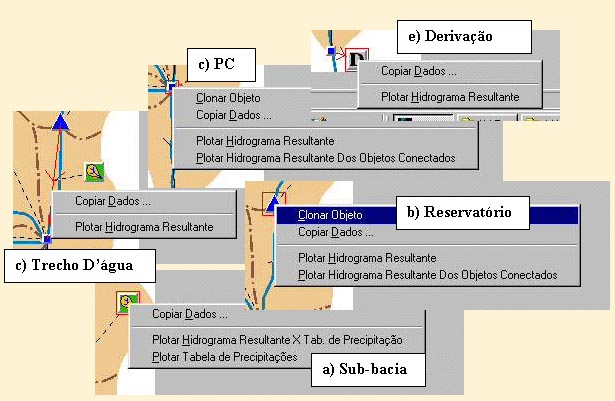 e) Derivação
Copiar Dados ...
Plotar Hidrograma Resultante
D
c) PC
Clonar Objeto
Copiar Dados ...
Plotar Hidrograma Resultante
Plotar Hidrograma Resultante Dos Objetos Conectados
Copiar Dados ...
Plotar Hidrograma Resultante
c) Trecho D'água
Clonar Objeto
b) Reservatório
Copiar Dados ...
Plotar Hidrograma Resultante
Plotar Hidrograma Resultante Dos Objetos Conectados
Copiar Dados ...
Plotar Hidrograma Resultante X Tab. de Precipitação
Plotar Tabela de Precipitações
a) Sub-bacia